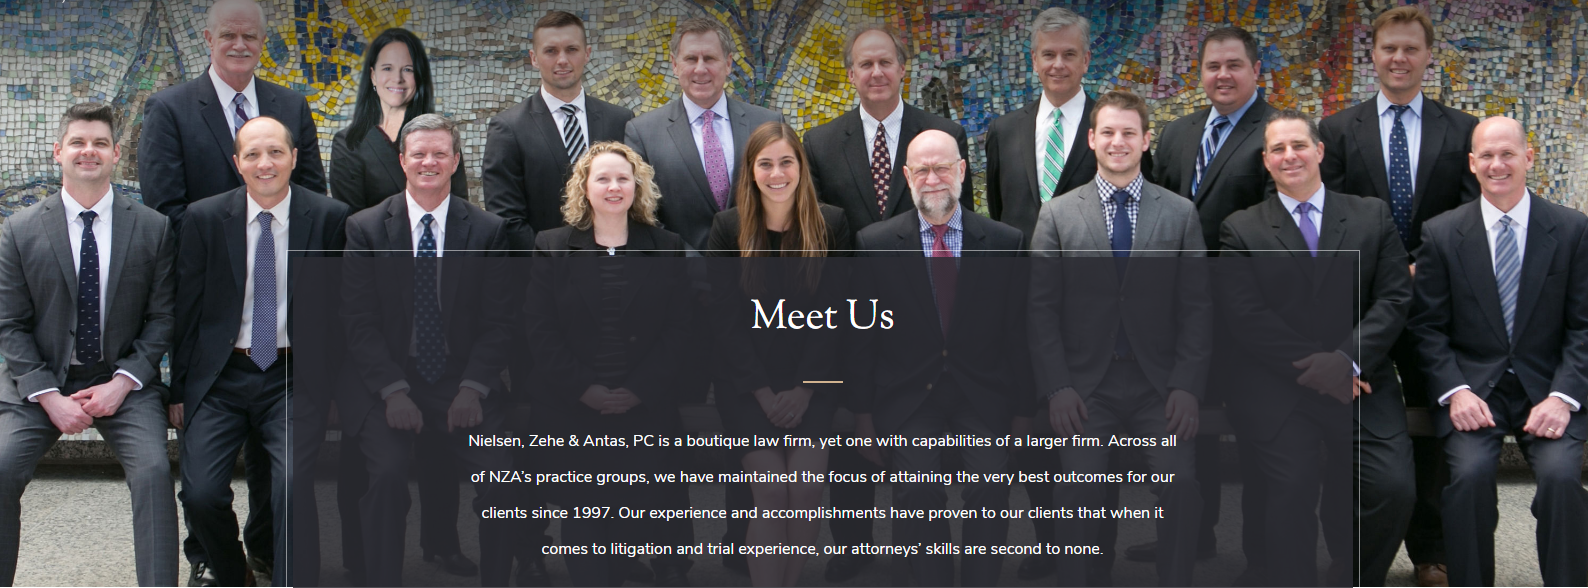 Meet Us
Nielsen, Zehe & Antas, PC is a boutique law firm, yet one with capabilities of a larger firm. Across all
of NZA’s practice groups, we have maintained the focus of attaining the very best outcomes for our
clients since 1997. Our experience and accomplishments have proven to our clients that when it
comes to litigation and trial experience, our attorneys’ skills are second to none.